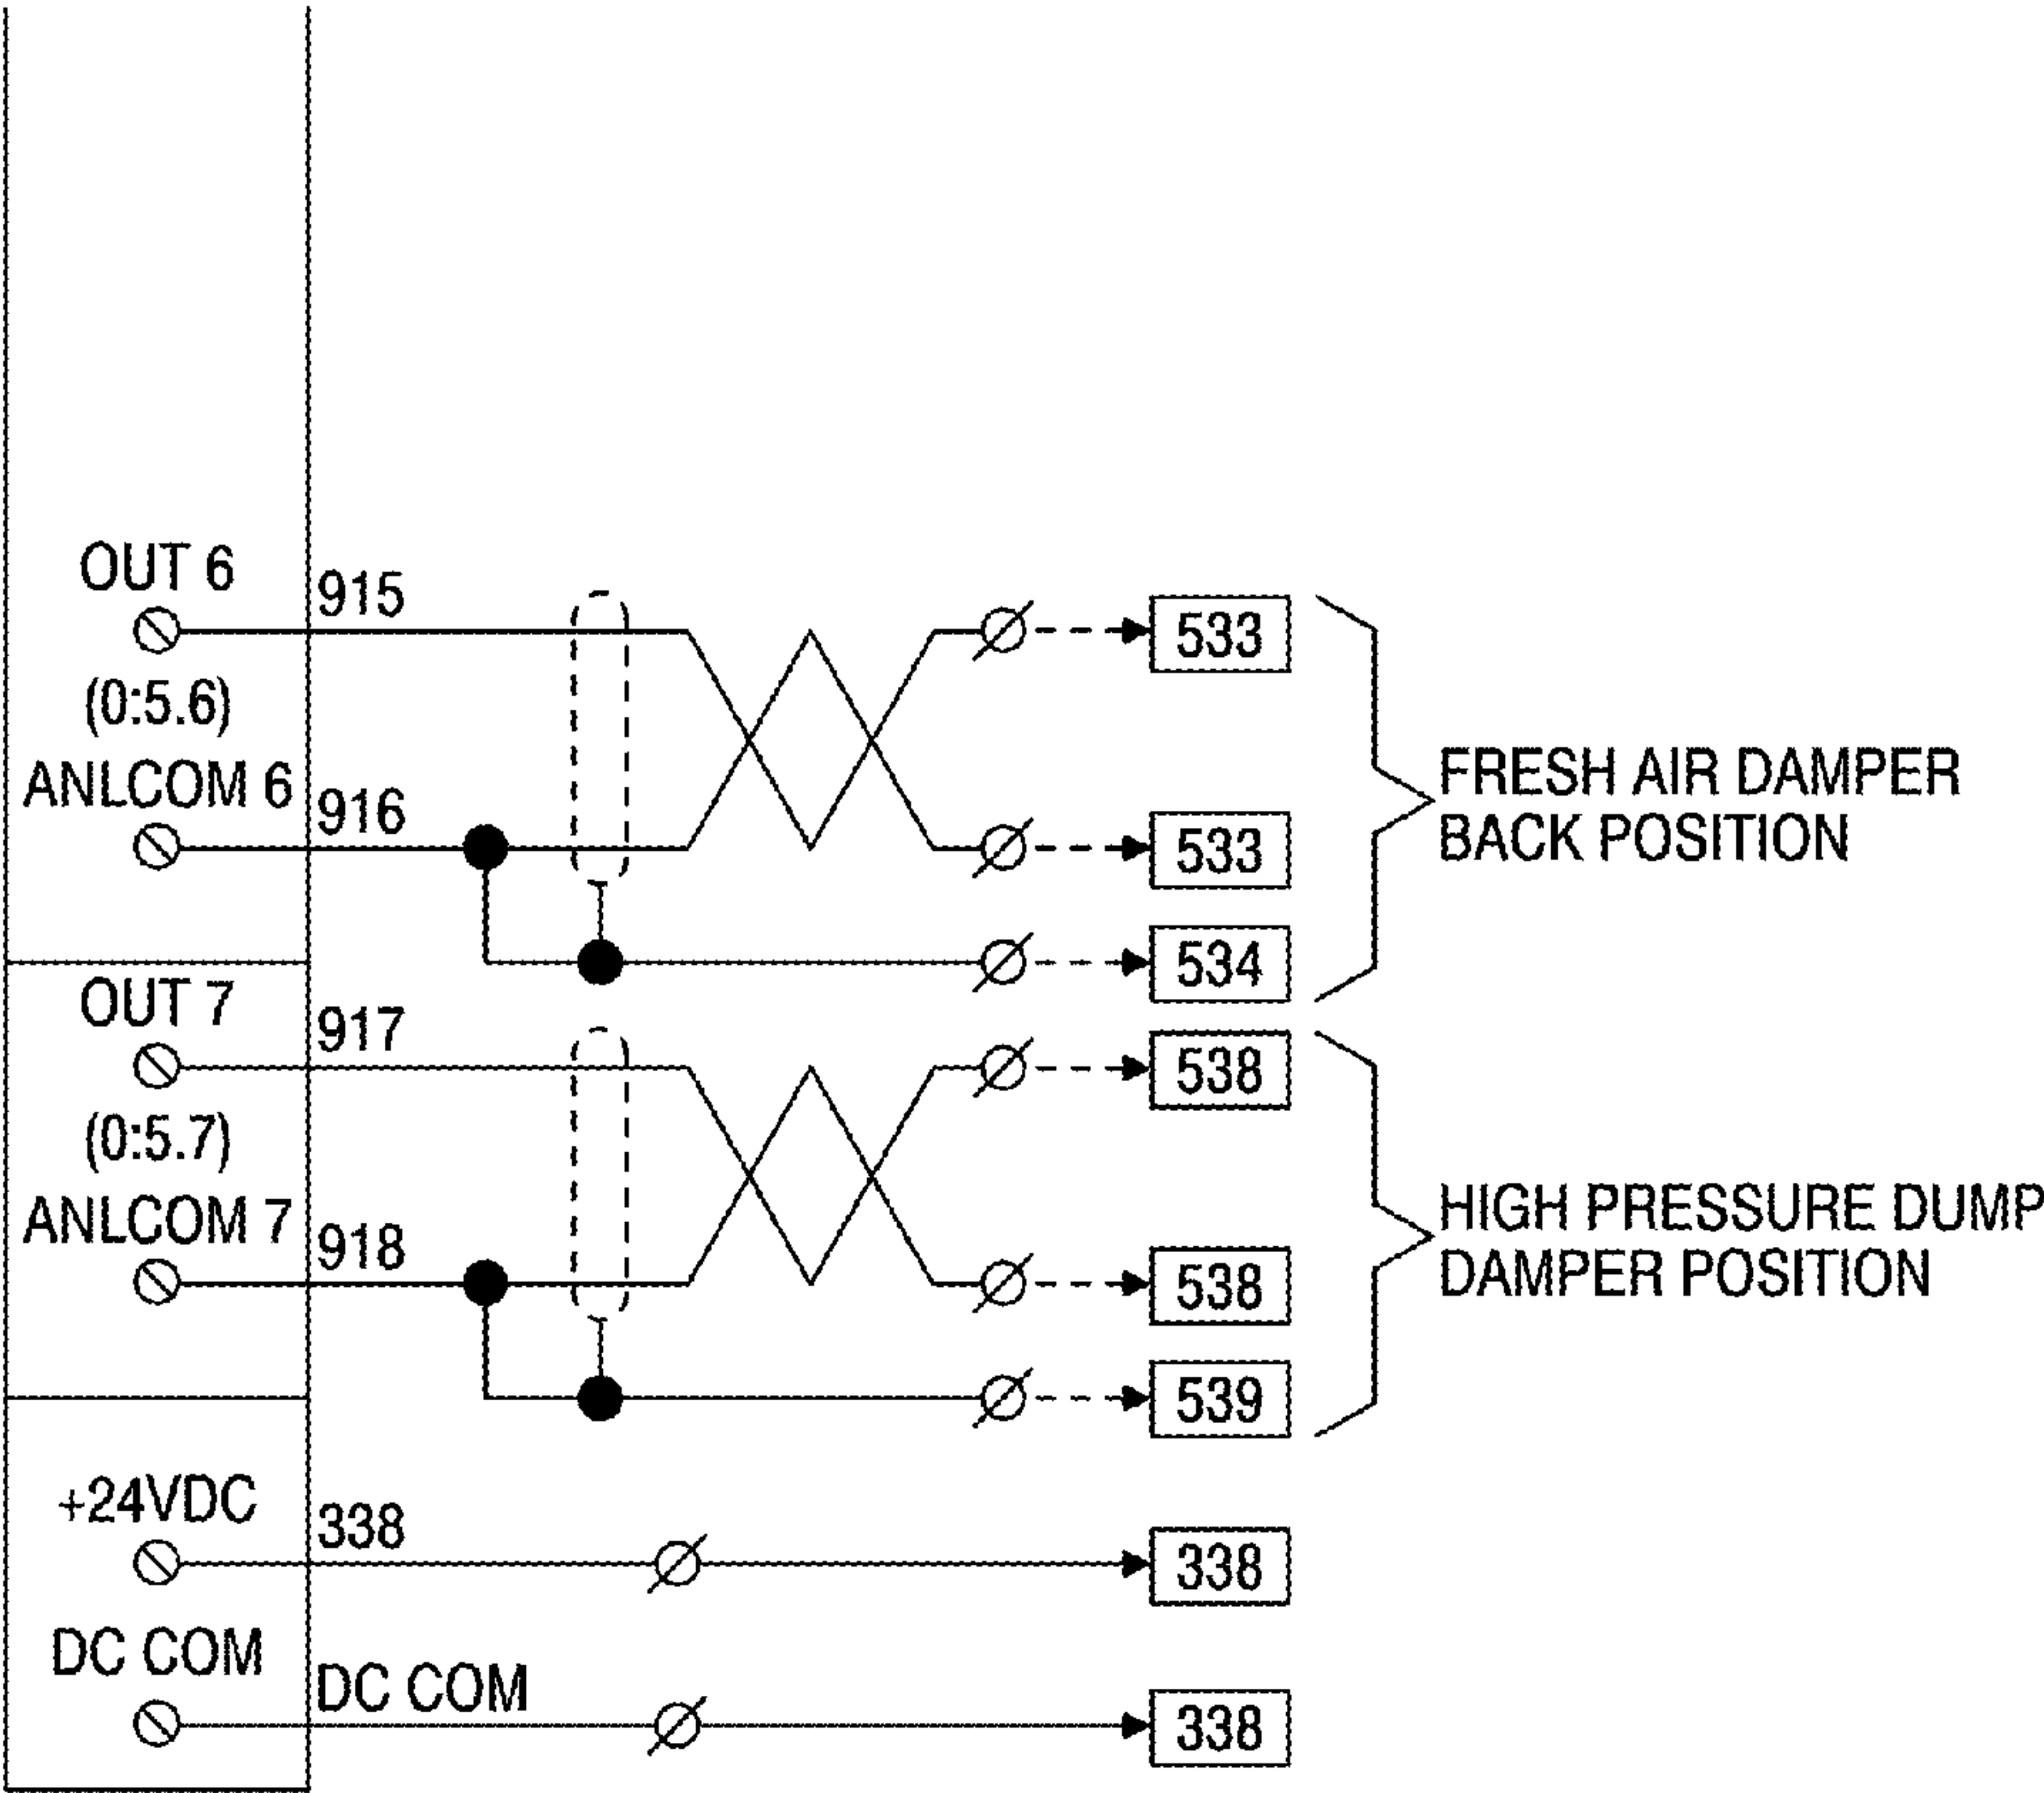 OUT 6
915
533
(0:5.6)
ANLCOM 6
916
533
FRESH AIR DAMPER
BACK POSITION
534
OUT 7
917
538
(0:5.7)
ANLCOM 7
918
538
HIGH PRESSURE DUMP
DAMPER POSITION
539
+24VDC
338
338
DC COM
DC COM
338